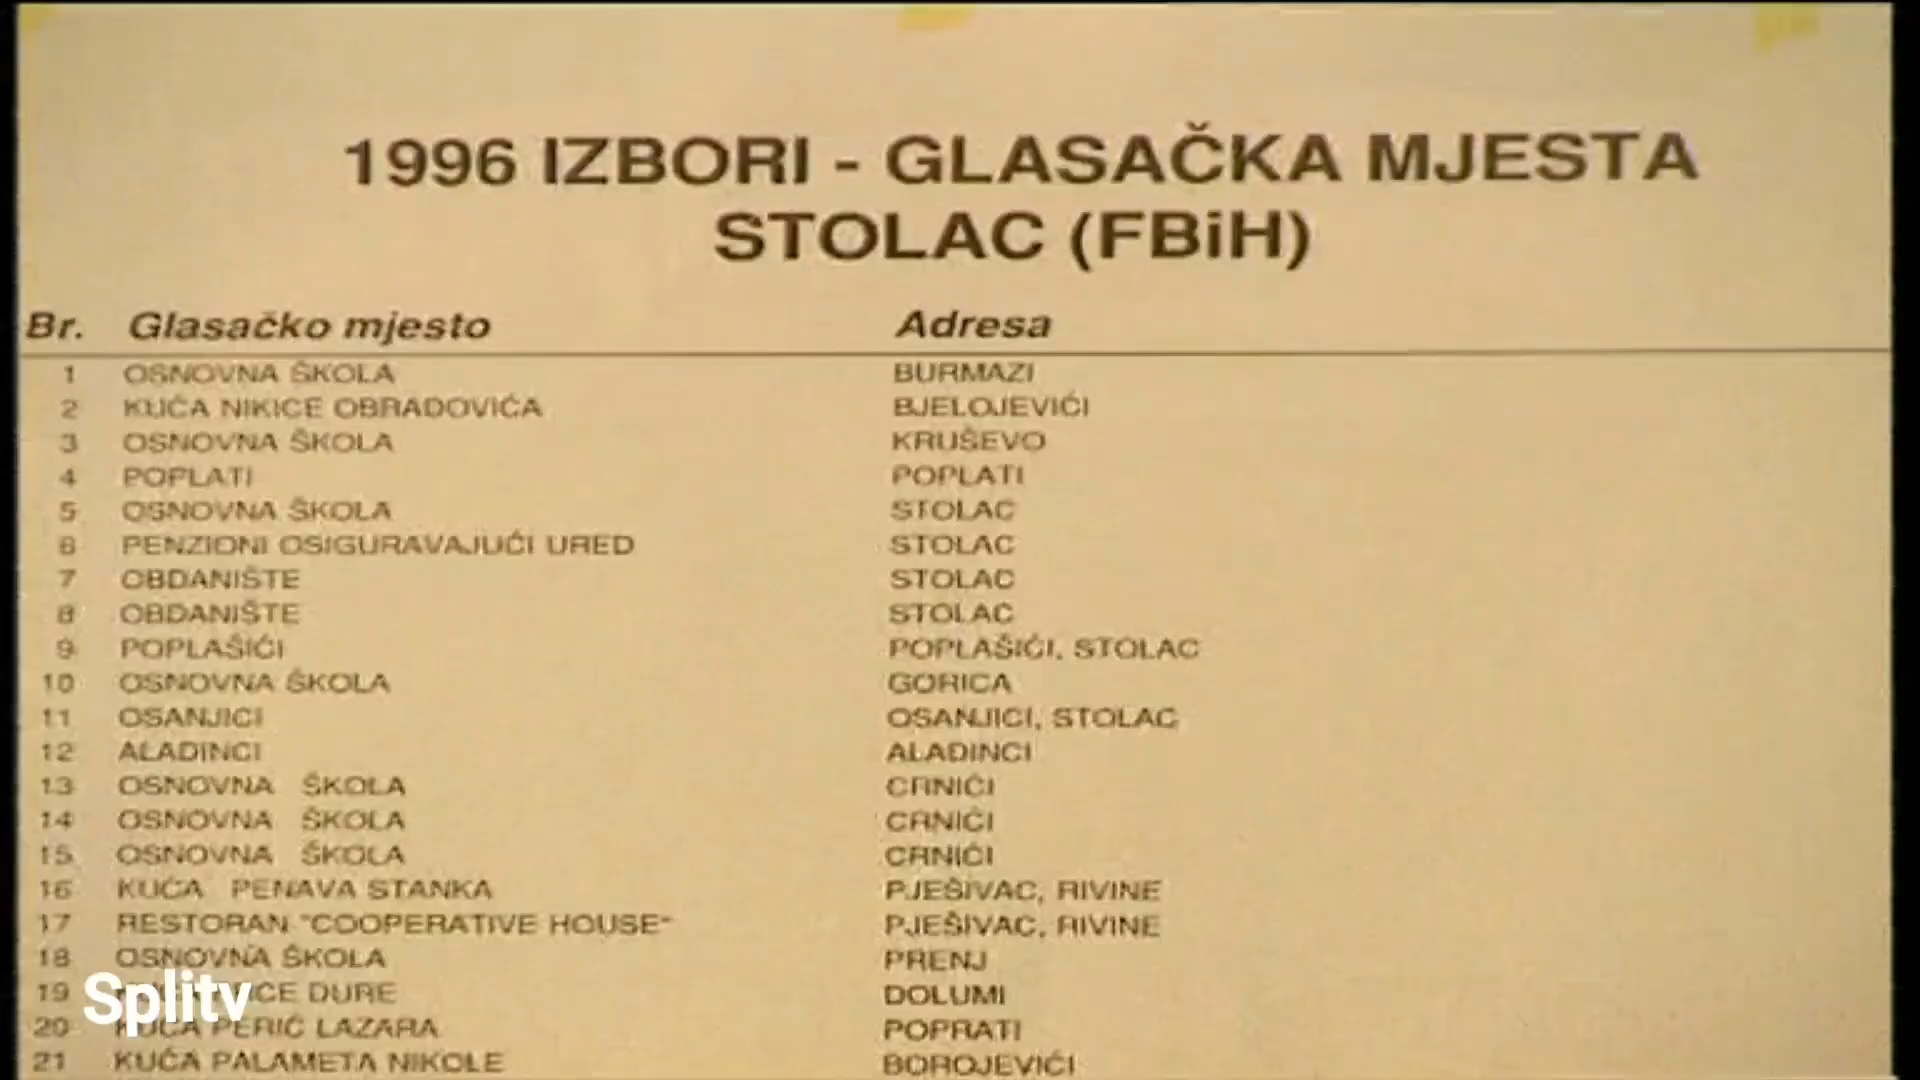 1996 IZBORI - GLASAČKA MJESTA
STOLAC (FBiH)
Br. Glasačko mjesto Adresa
1 OSNOVNA ŠKOLA BURMAZI
2 KUĆA NIKICE OBRADOVIĆA BJELOJEVIĆI
3 OSNOVNA ŠKOLA KRUŠEVO
4 POPLATI POPLATI
5 OSNOVNA ŠKOLA STOLAC
6 PENZIONI OSIGURAVAJUĆI URED STOLAC
7 OBDANIŠTE STOLAC
8 OBDANIŠTE STOLAC
9 POPLAŠIĆI POPLAŠIĆI, STOLAC
10 OSNOVNA ŠKOLA GORICA
11 OSANJICI OSANJICI, STOLAC
12 ALADINCI ALADINCI
13 OSNOVNA ŠKOLA CRNIĆI
14 OSNOVNA ŠKOLA CRNIĆI
15 OSNOVNA ŠKOLA CRNIĆI
16 KUĆA PENAVA STANKA PJEŠIVAC, RIVINE
17 RESTORAN "COOPERATIVE HOUSE" PJEŠIVAC, RIVINE
18 OSNOVNA ŠKOLA PRENJ
19 DURE DOLUMI
20 KUĆA PERIĆ LAZARA POPRATI
21 KUĆA PALAMETA NIKOLE BOROJEVIĆI
Splitv